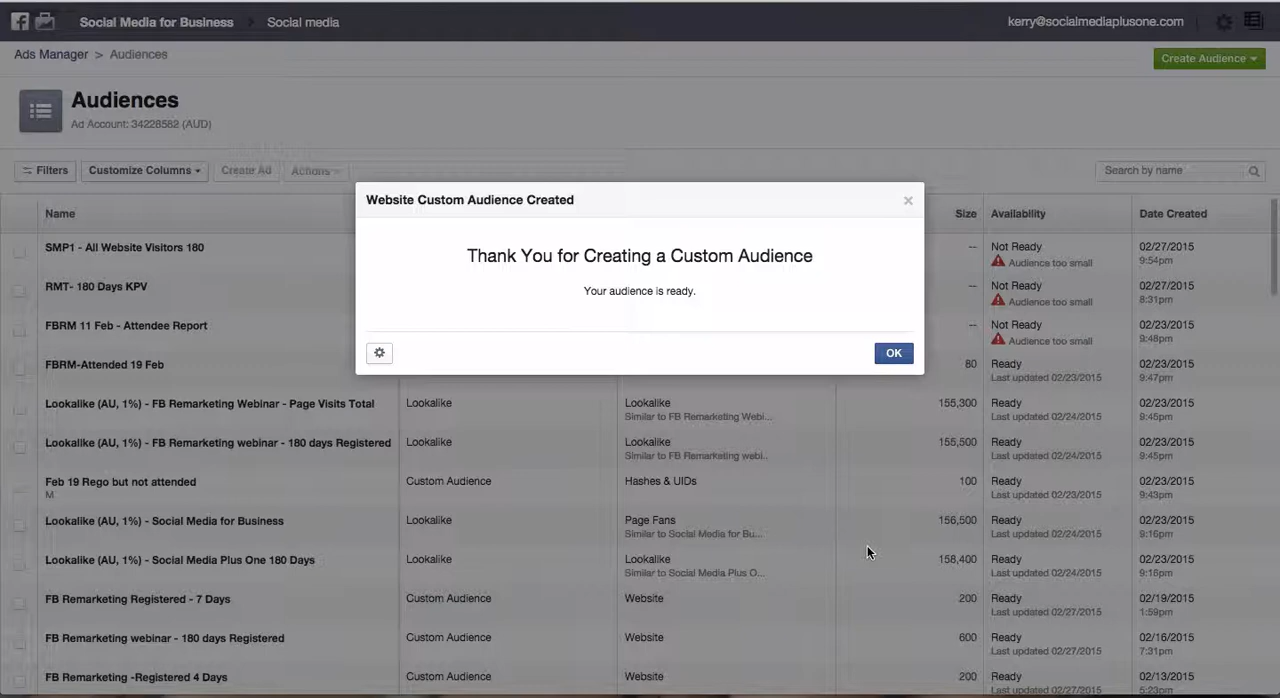 Social Media for Business > Social media kerry@socialmediaplusone.com
Ads Manager > Audiences
Create Audience
Audiences
Ad Account: 34228582 (AUD)
Filters Customize Columns Create Ad Actions Search by name
Website Custom Audience Created ×
Thank You for Creating a Custom Audience
Your audience is ready.
OK
Name Size Availability Date Created
SMP1 - All Website Visitors 180 -- Not Ready 02/27/2015
Audience too small 9:54pm
RMT- 180 Days KPV -- Not Ready 02/27/2015
Audience too small 8:31pm
FBRM 11 Feb - Attendee Report -- Not Ready 02/23/2015
Audience too small 9:48pm
FBRM-Attended 19 Feb 80 Ready 02/23/2015
Last updated 02/23/2015 9:47pm
Lookalike (AU, 1%) - FB Remarketing Webinar - Page Visits Total Lookalike Lookalike 155,300 Ready 02/23/2015
Similar to FB Remarketing Webi... Last updated 02/24/2015 9:45pm
Lookalike (AU, 1%) - FB Remarketing webinar - 180 days Registered Lookalike Lookalike 155,500 Ready 02/23/2015
Similar to FB Remarketing webi.. Last updated 02/24/2015 9:45pm
Feb 19 Rego but not attended Custom Audience Hashes & UIDs 100 Ready 02/23/2015
M Last updated 02/23/2015 9:43pm
Lookalike (AU, 1%) - Social Media for Business Lookalike Page Fans 156,500 Ready 02/23/2015
Similar to Social Media for Bu... Last updated 02/24/2015 9:16pm
Lookalike (AU, 1%) - Social Media Plus One 180 Days Lookalike Lookalike 158,400 Ready 02/23/2015
Similar to Social Media Plus O... Last updated 02/24/2015 9:15pm
FB Remarketing Registered - 7 Days Custom Audience Website 200 Ready 02/19/2015
Last updated 02/27/2015 1:59pm
FB Remarketing webinar - 180 days Registered Custom Audience Website 600 Ready 02/16/2015
Last updated 02/27/2015 7:31pm
FB Remarketing -Registered 4 Days Custom Audience Website 200 Ready 02/13/2015
Last updated 02/27/2015 5:23pm